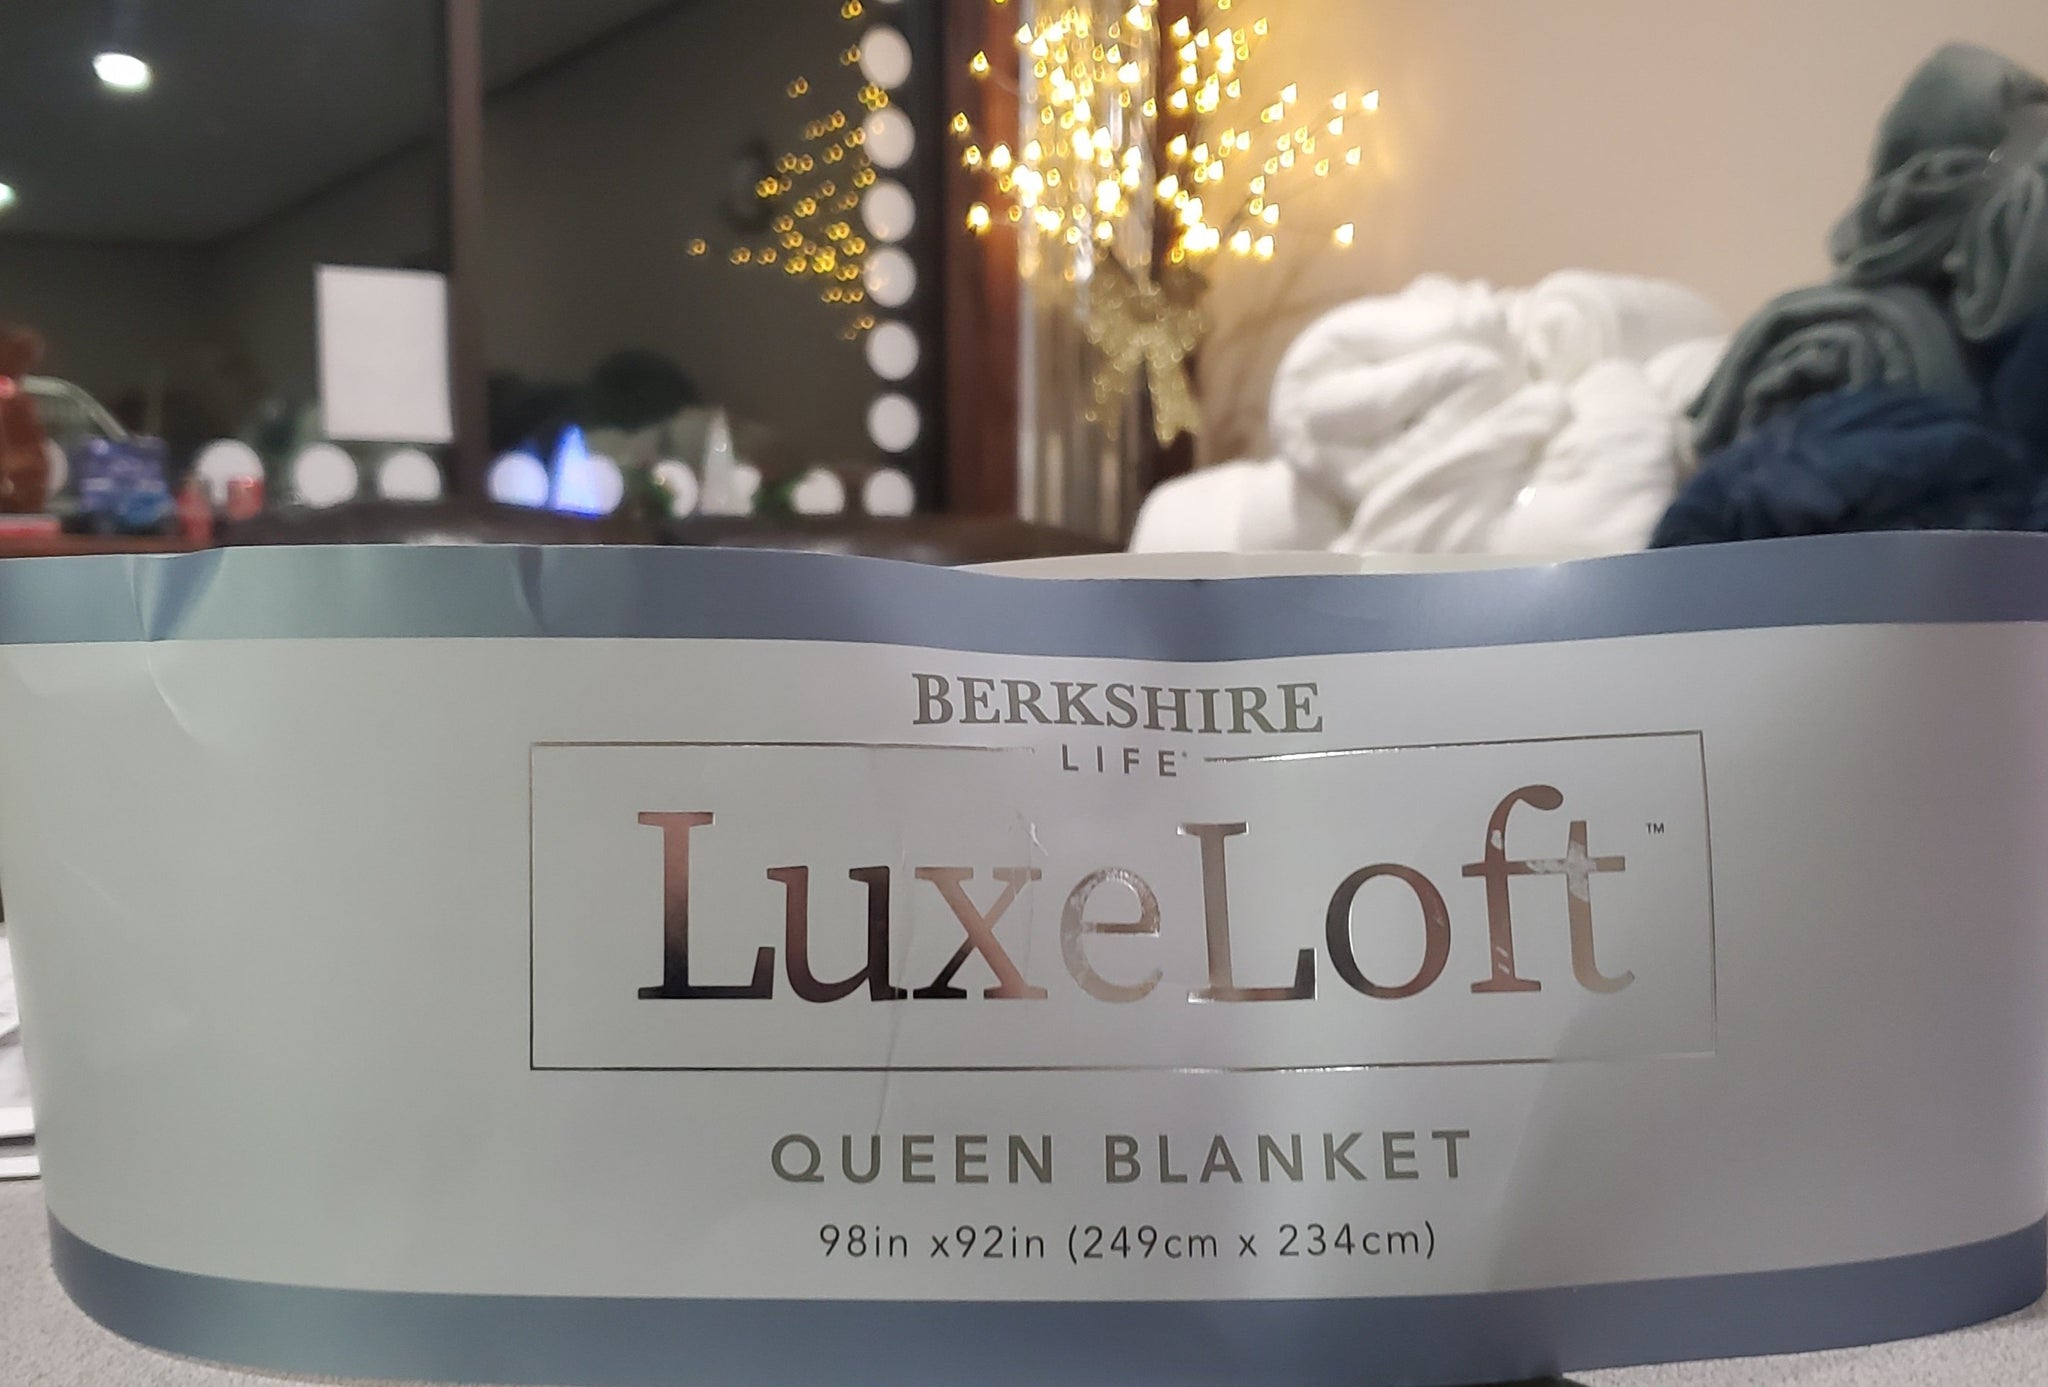 BERKSHIRE
LIFE
LuxeLoft™
QUEEN BLANKET
98in x92in (249cm x 234cm)